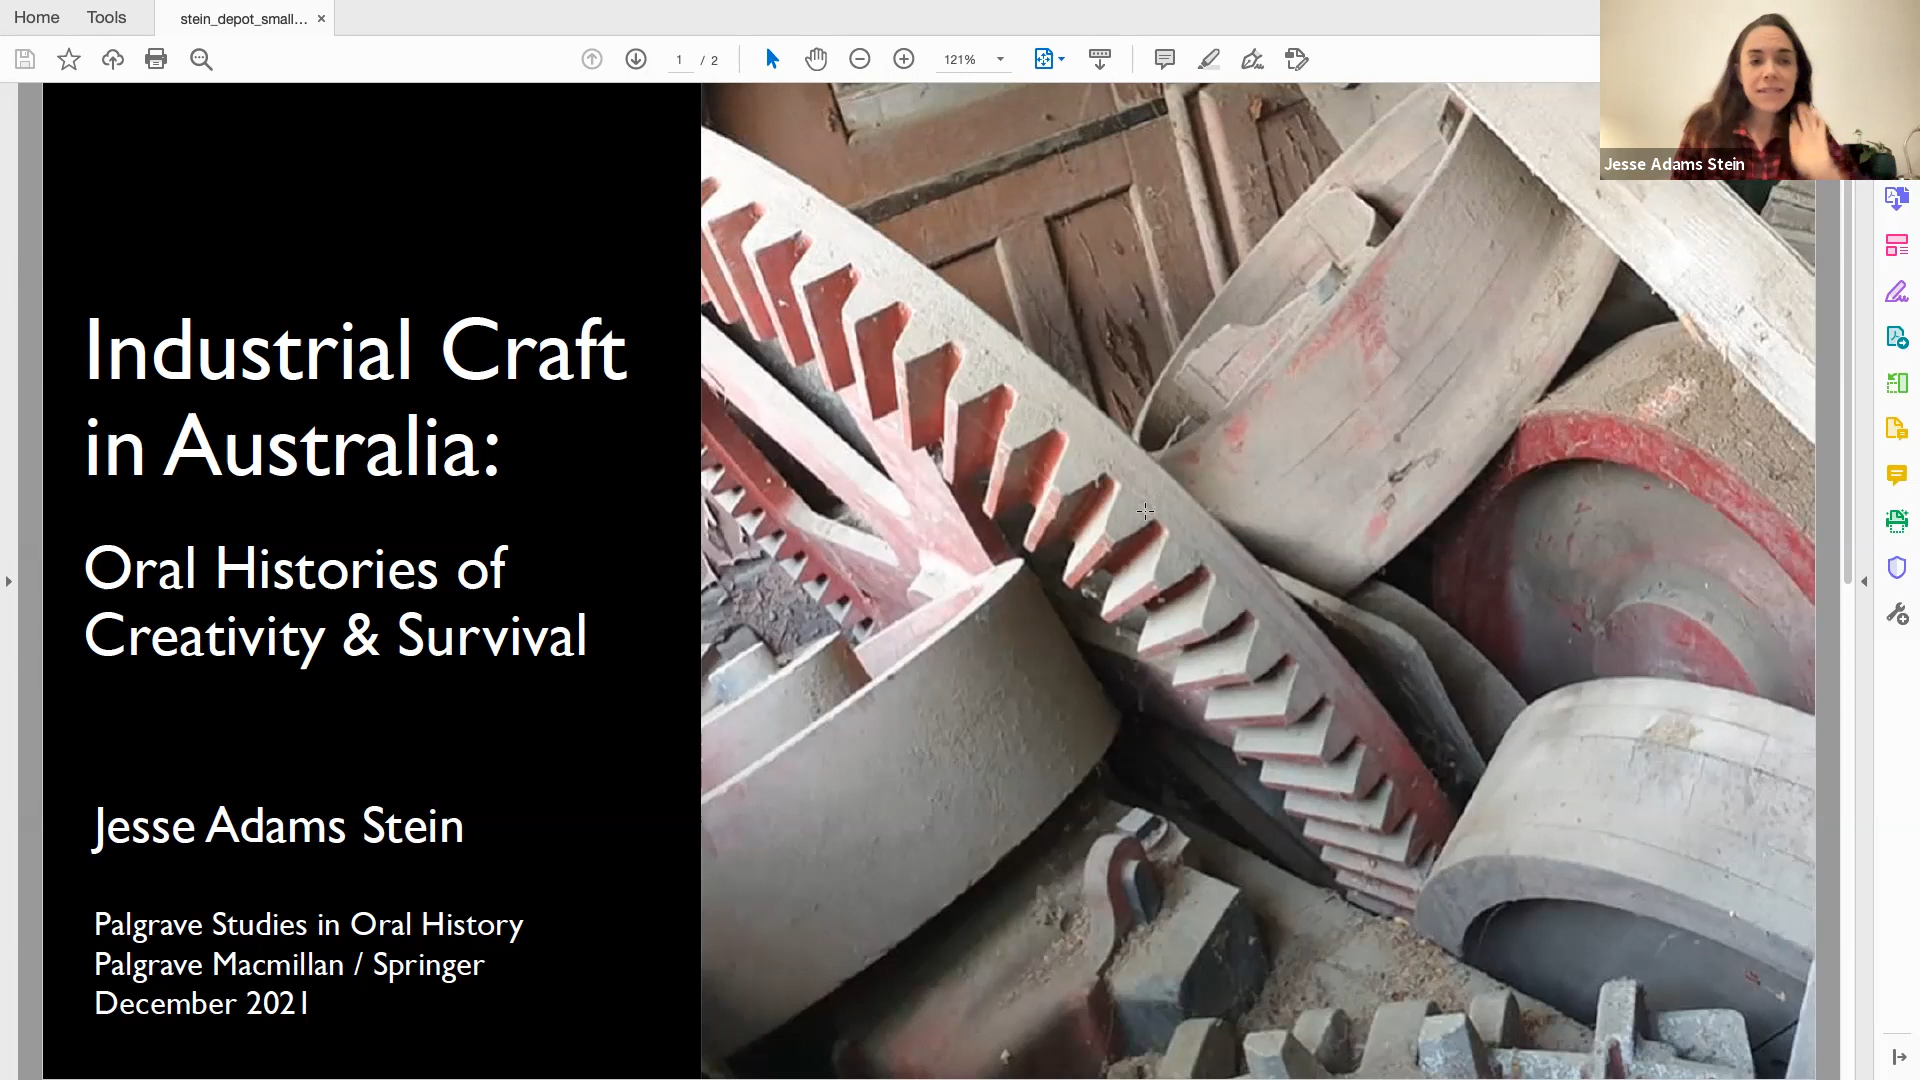 Home
Tools
stein_depot_small...
1
/ 2
121%
Jesse Adams Stein
Industrial Craft
in Australia:
Oral Histories of
Creativity & Survival
Jesse Adams Stein
Palgrave Studies in Oral History
Palgrave Macmillan / Springer
December 2021